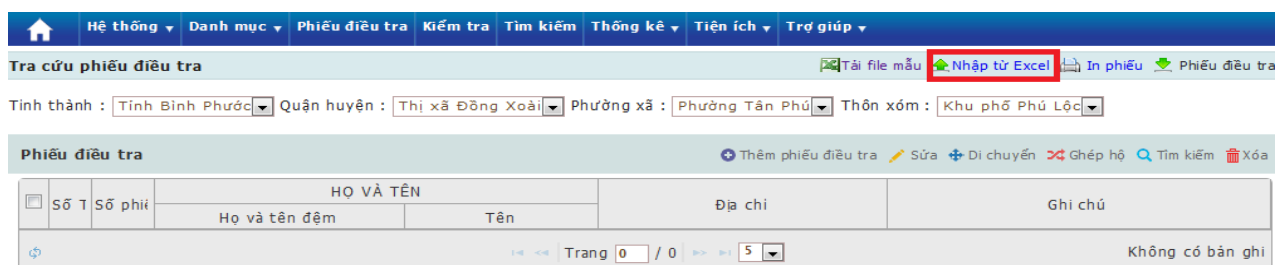 Hệ thống Danh mục Phiếu điều tra Kiểm tra Tìm kiếm Thống kê Tiện ích Trợ giúp
Tra cứu phiếu điều tra Tải file mẫu Nhập từ Excel In phiếu Phiếu điều tra
Tỉnh thành : Tỉnh Bình Phước Quận huyện : Thị xã Đồng Xoài Phường xã : Phường Tân Phú Thôn xóm : Khu phố Phú Lộc
Phiếu điều tra Thêm phiếu điều tra Sửa Di chuyển Ghép hộ Tìm kiếm Xóa
Số T Số phiế HỌ VÀ TÊN Địa chỉ Ghi chú
Họ và tên đệm Tên
Trang 0 / 0 5 Không có bản ghi